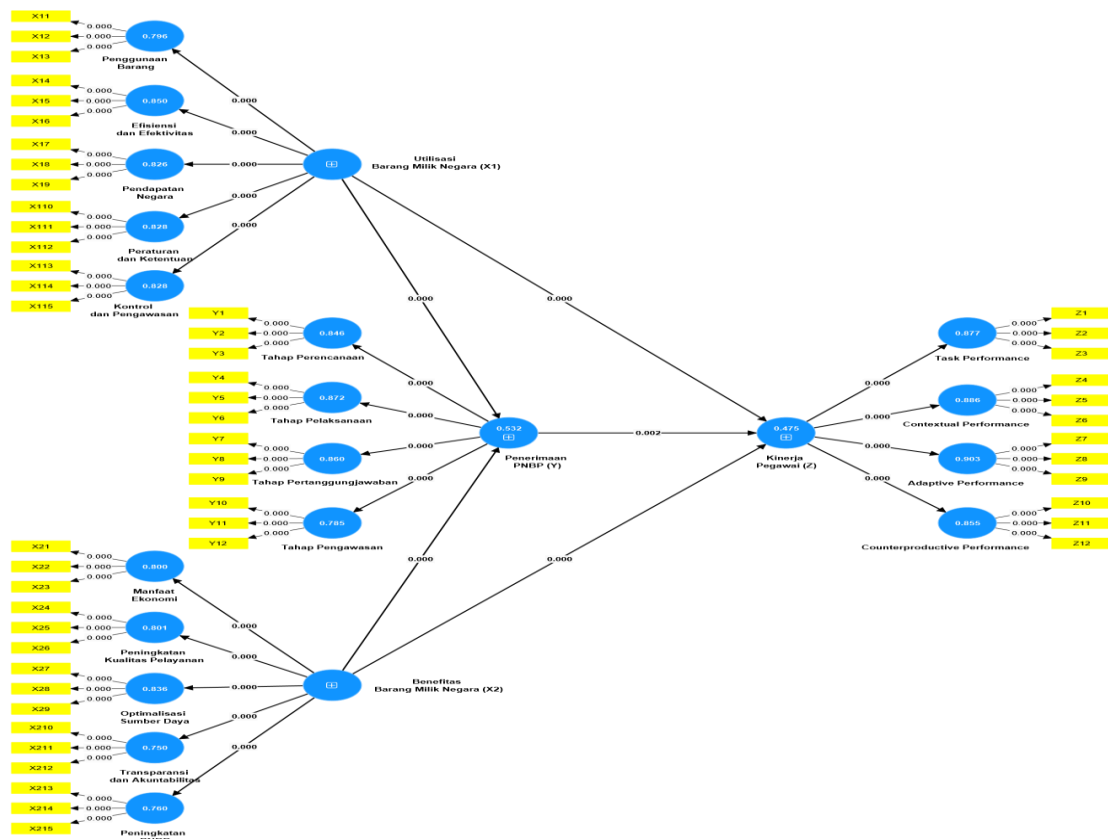 X11
X12
X13
0.000
0.000
0.000
0.796
Penggunaan
Barang
0.000
X14
X15
X16
0.000
0.000
0.000
0.850
Efisiensi
dan Efektivitas
0.000
X17
X18
X19
0.000
0.000
0.000
0.826
Pendapatan
Negara
0.000
X110
X111
X112
0.000
0.000
0.000
0.828
Peraturan
dan Ketentuan
0.000
X113
X114
X115
0.000
0.000
0.000
0.828
Kontrol
dan Pengawasan
0.000
Utilisasi
Barang Milik Negara (X1)
0.000
0.000
Y1
Y2
Y3
0.000
0.000
0.000
0.846
Tahap Perencanaan
0.000
Y4
Y5
Y6
0.000
0.000
0.000
0.872
Tahap Pelaksanaan
0.000
Y7
Y8
Y9
0.000
0.000
0.000
0.860
Tahap Pertanggungjawaban
0.000
Y10
Y11
Y12
0.000
0.000
0.000
0.785
Tahap Pengawasan
0.000
0.532
Penerimaan
PNBP (Y)
0.002
0.475
Kinerja
Pegawai (Z)
0.000
0.877
Task Performance
0.000
0.000
0.000
Z1
Z2
Z3
0.000
0.886
Contextual Performance
0.000
0.000
0.000
Z4
Z5
Z6
0.000
0.903
Adaptive Performance
0.000
0.000
0.000
Z7
Z8
Z9
0.000
0.855
Counterproductive Performance
0.000
0.000
0.000
Z10
Z11
Z12
0.000
0.000
X21
X22
X23
0.000
0.000
0.000
0.800
Manfaat
Ekonomi
0.000
X24
X25
X26
0.000
0.000
0.000
0.801
Peningkatan
Kualitas Pelayanan
0.000
X27
X28
X29
0.000
0.000
0.000
0.836
Optimalisasi
Sumber Daya
0.000
X210
X211
X212
0.000
0.000
0.000
0.750
Transparansi
dan Akuntabilitas
0.000
X213
X214
X215
0.000
0.000
0.000
0.760
Peningkatan
0.000
Benefitas
Barang Milik Negara (X2)